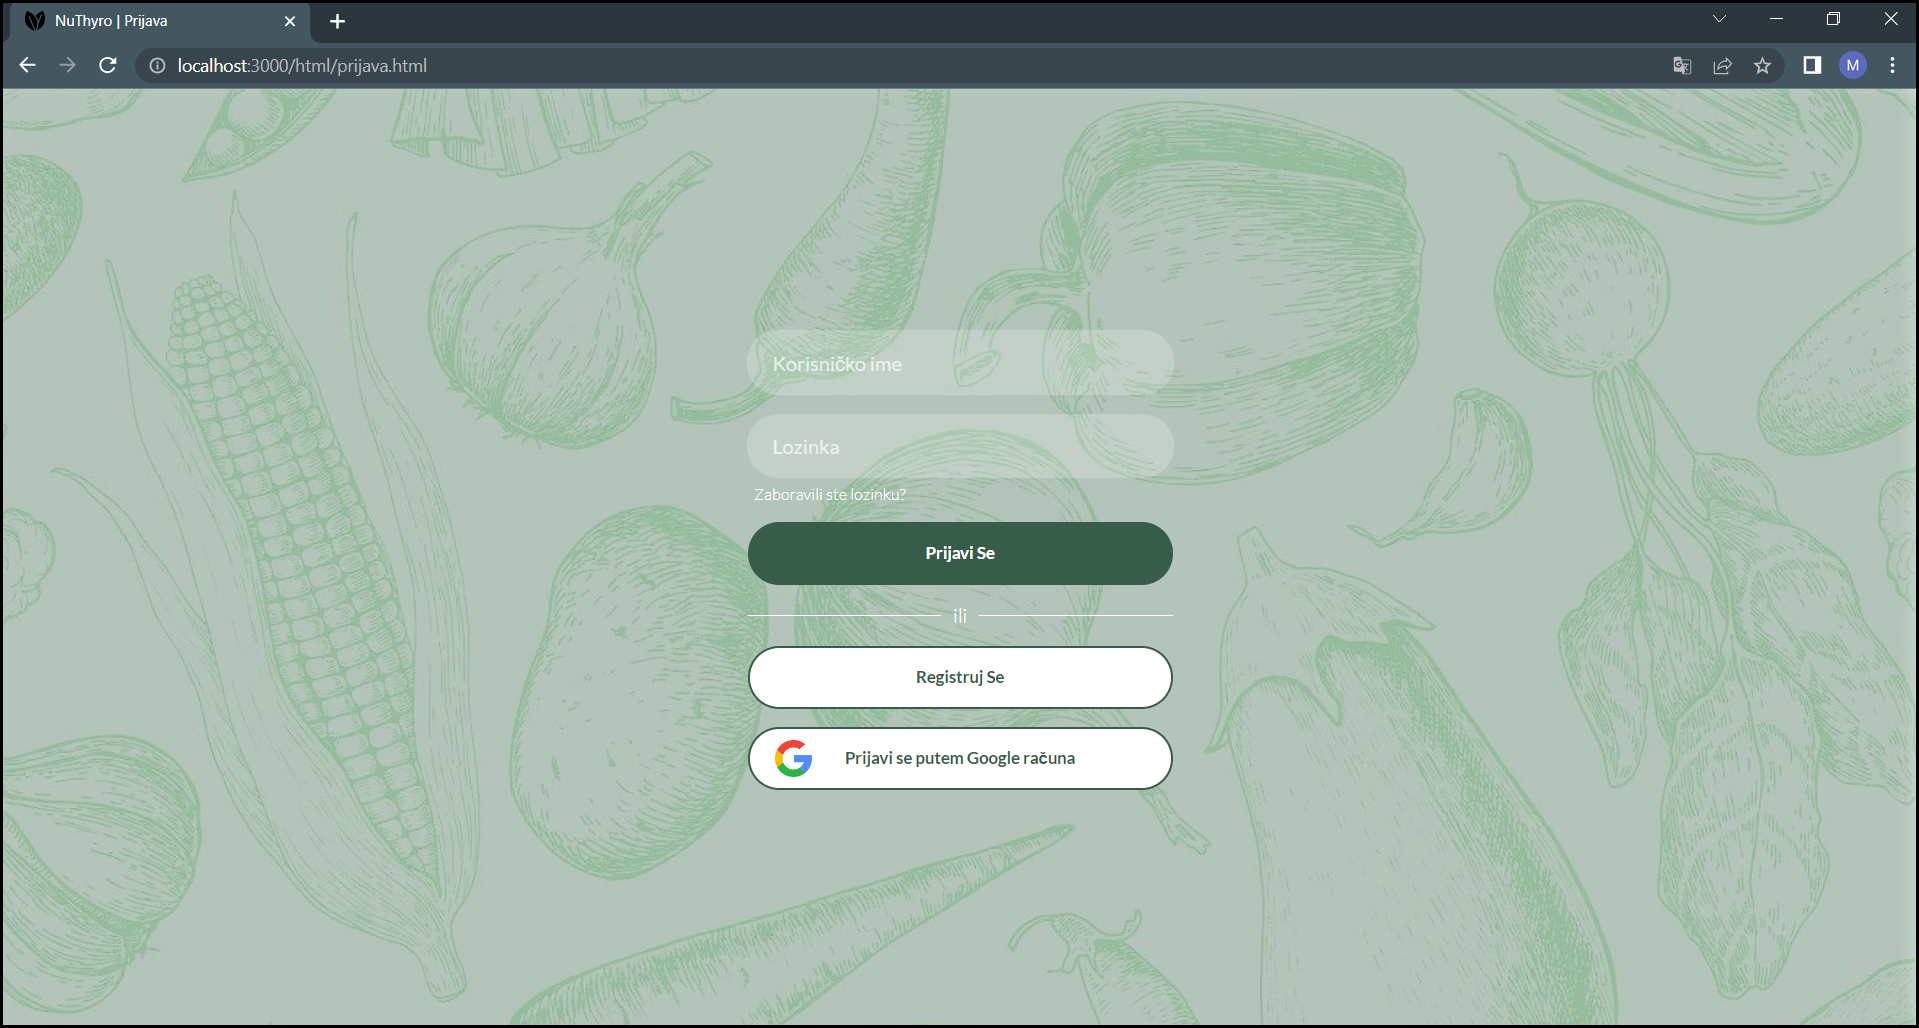 NuThyro | Prijava
localhost:3000/html/prijava.html
M
Korisničko ime
Lozinka
Zaboravili ste lozinku?
Prijavi Se
ili
Registruj Se
Prijavi se putem Google računa